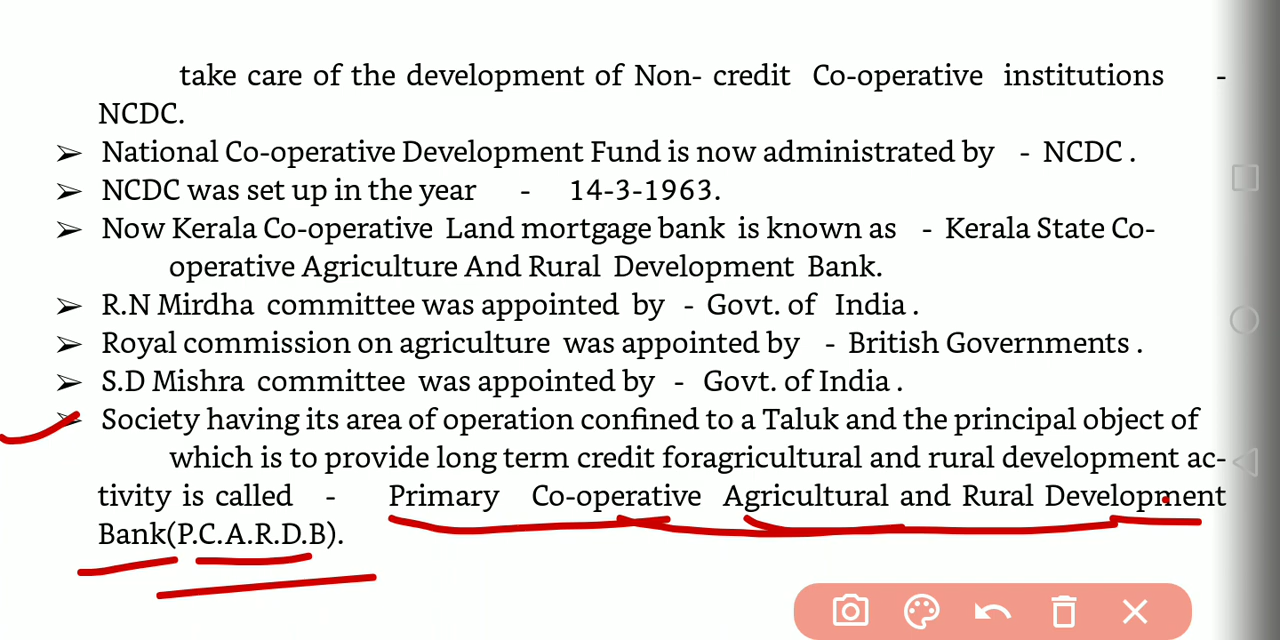 take care of the development of Non- credit Co-operative institutions -
NCDC.
➢ National Co-operative Development Fund is now administrated by - NCDC .
➢ NCDC was set up in the year - 14-3-1963.
➢ Now Kerala Co-operative Land mortgage bank is known as - Kerala State Co-
operative Agriculture And Rural Development Bank.
➢ R.N Mirdha committee was appointed by - Govt. of India .
➢ Royal commission on agriculture was appointed by - British Governments .
➢ S.D Mishra committee was appointed by - Govt. of India .
➢ Society having its area of operation confined to a Taluk and the principal object of
which is to provide long term credit foragricultural and rural development ac-
tivity is called - Primary Co-operative Agricultural and Rural Development
Bank(P.C.A.R.D.B).